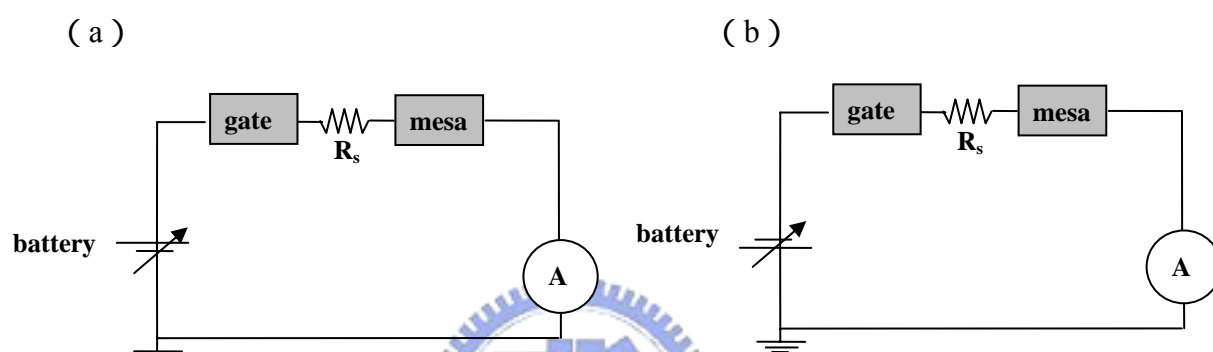 (a)
(b)
gate
mesa
R_s
battery
A
gate
mesa
R_s
battery
A